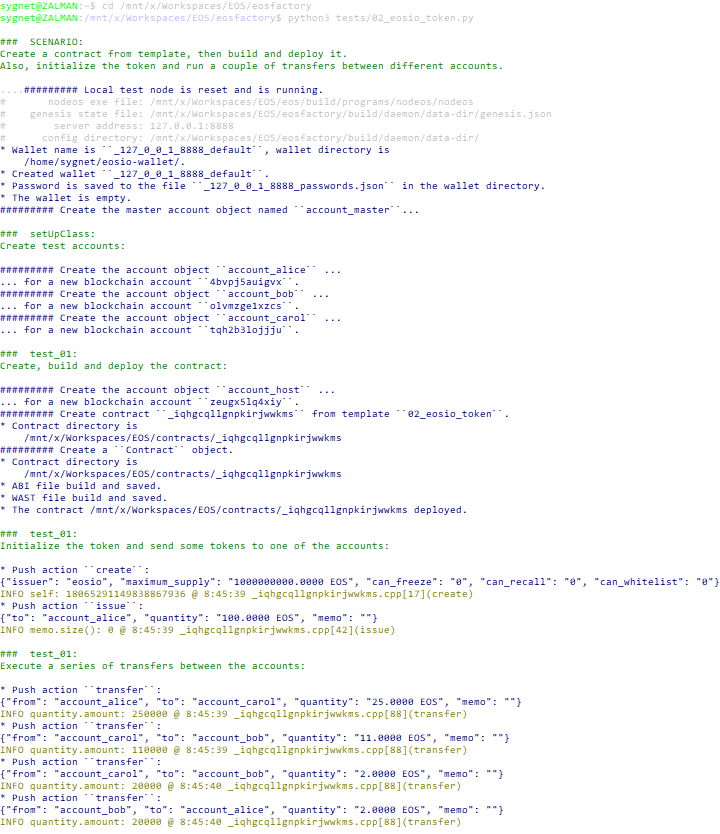 sygnet@ZALMAN:~$ cd /mnt/x/Workspaces/EOS/eosfactory
sygnet@ZALMAN:/mnt/x/Workspaces/EOS/eosfactory$ python3 tests/02_eosio_token.py
###  SCENARIO:
Create a contract from template, then build and deploy it.
Also, initialize the token and run a couple of transfers between different accounts.
....######### Local test node is reset and is running.
#       nodeos exe file: /mnt/x/Workspaces/EOS/eos/build/programs/nodeos/nodeos
#    genesis state file: /mnt/x/Workspaces/EOS/eosfactory/build/daemon/data-dir/genesis.json
#        server address: 127.0.0.1:8888
#      config directory: /mnt/x/Workspaces/EOS/eosfactory/build/daemon/data-dir/
* Wallet name is ``_127_0_0_1_8888_default``, wallet directory is
    /home/sygnet/eosio-wallet/.
* Created wallet ``_127_0_0_1_8888_default``.
* Password is saved to the file ``_127_0_0_1_8888_passwords.json`` in the wallet directory.
* The wallet is empty.
######### Create the master account object named ``account_master``...
###  setUpClass:
Create test accounts:
######### Create the account object ``account_alice`` ...
... for a new blockchain account ``4bvpj5auigvx``.
######### Create the account object ``account_bob`` ...
... for a new blockchain account ``olvmzge1xzcs``.
######### Create the account object ``account_carol`` ...
... for a new blockchain account ``tqh2b3lojjju``.
###  test_01:
Create, build and deploy the contract:
######### Create the account object ``account_host`` ...
... for a new blockchain account ``zeugx5lq4xiy``.
######### Create contract ``_iqhgcqllgnpkirjwwkms`` from template ``02_eosio_token``.
* Contract directory is
    /mnt/x/Workspaces/EOS/contracts/_iqhgcqllgnpkirjwwkms
######### Create a ``Contract`` object.
* Contract directory is
    /mnt/x/Workspaces/EOS/contracts/_iqhgcqllgnpkirjwwkms
* ABI file build and saved.
* WAST file build and saved.
* The contract /mnt/x/Workspaces/EOS/contracts/_iqhgcqllgnpkirjwwkms deployed.
###  test_01:
Initialize the token and send some tokens to one of the accounts:
* Push action ``create``:
{"issuer": "eosio", "maximum_supply": "1000000000.0000 EOS", "can_freeze": "0", "can_recall": "0", "can_whitelist": "0"}
INFO self: 18065291149838867936 @ 8:45:39 _iqhgcqllgnpkirjwwkms.cpp[17](create)
* Push action ``issue``:
{"to": "account_alice", "quantity": "100.0000 EOS", "memo": ""}
INFO memo.size(): 0 @ 8:45:39 _iqhgcqllgnpkirjwwkms.cpp[42](issue)
###  test_01:
Execute a series of transfers between the accounts:
* Push action ``transfer``:
{"from": "account_alice", "to": "account_carol", "quantity": "25.0000 EOS", "memo": ""}
INFO quantity.amount: 250000 @ 8:45:39 _iqhgcqllgnpkirjwwkms.cpp[88](transfer)
* Push action ``transfer``:
{"from": "account_carol", "to": "account_bob", "quantity": "11.0000 EOS", "memo": ""}
INFO quantity.amount: 110000 @ 8:45:39 _iqhgcqllgnpkirjwwkms.cpp[88](transfer)
* Push action ``transfer``:
{"from": "account_carol", "to": "account_bob", "quantity": "2.0000 EOS", "memo": ""}
INFO quantity.amount: 20000 @ 8:45:40 _iqhgcqllgnpkirjwwkms.cpp[88](transfer)
* Push action ``transfer``:
{"from": "account_bob", "to": "account_alice", "quantity": "2.0000 EOS", "memo": ""}
INFO quantity.amount: 20000 @ 8:45:40 _iqhgcqllgnpkirjwwkms.cpp[88](transfer)